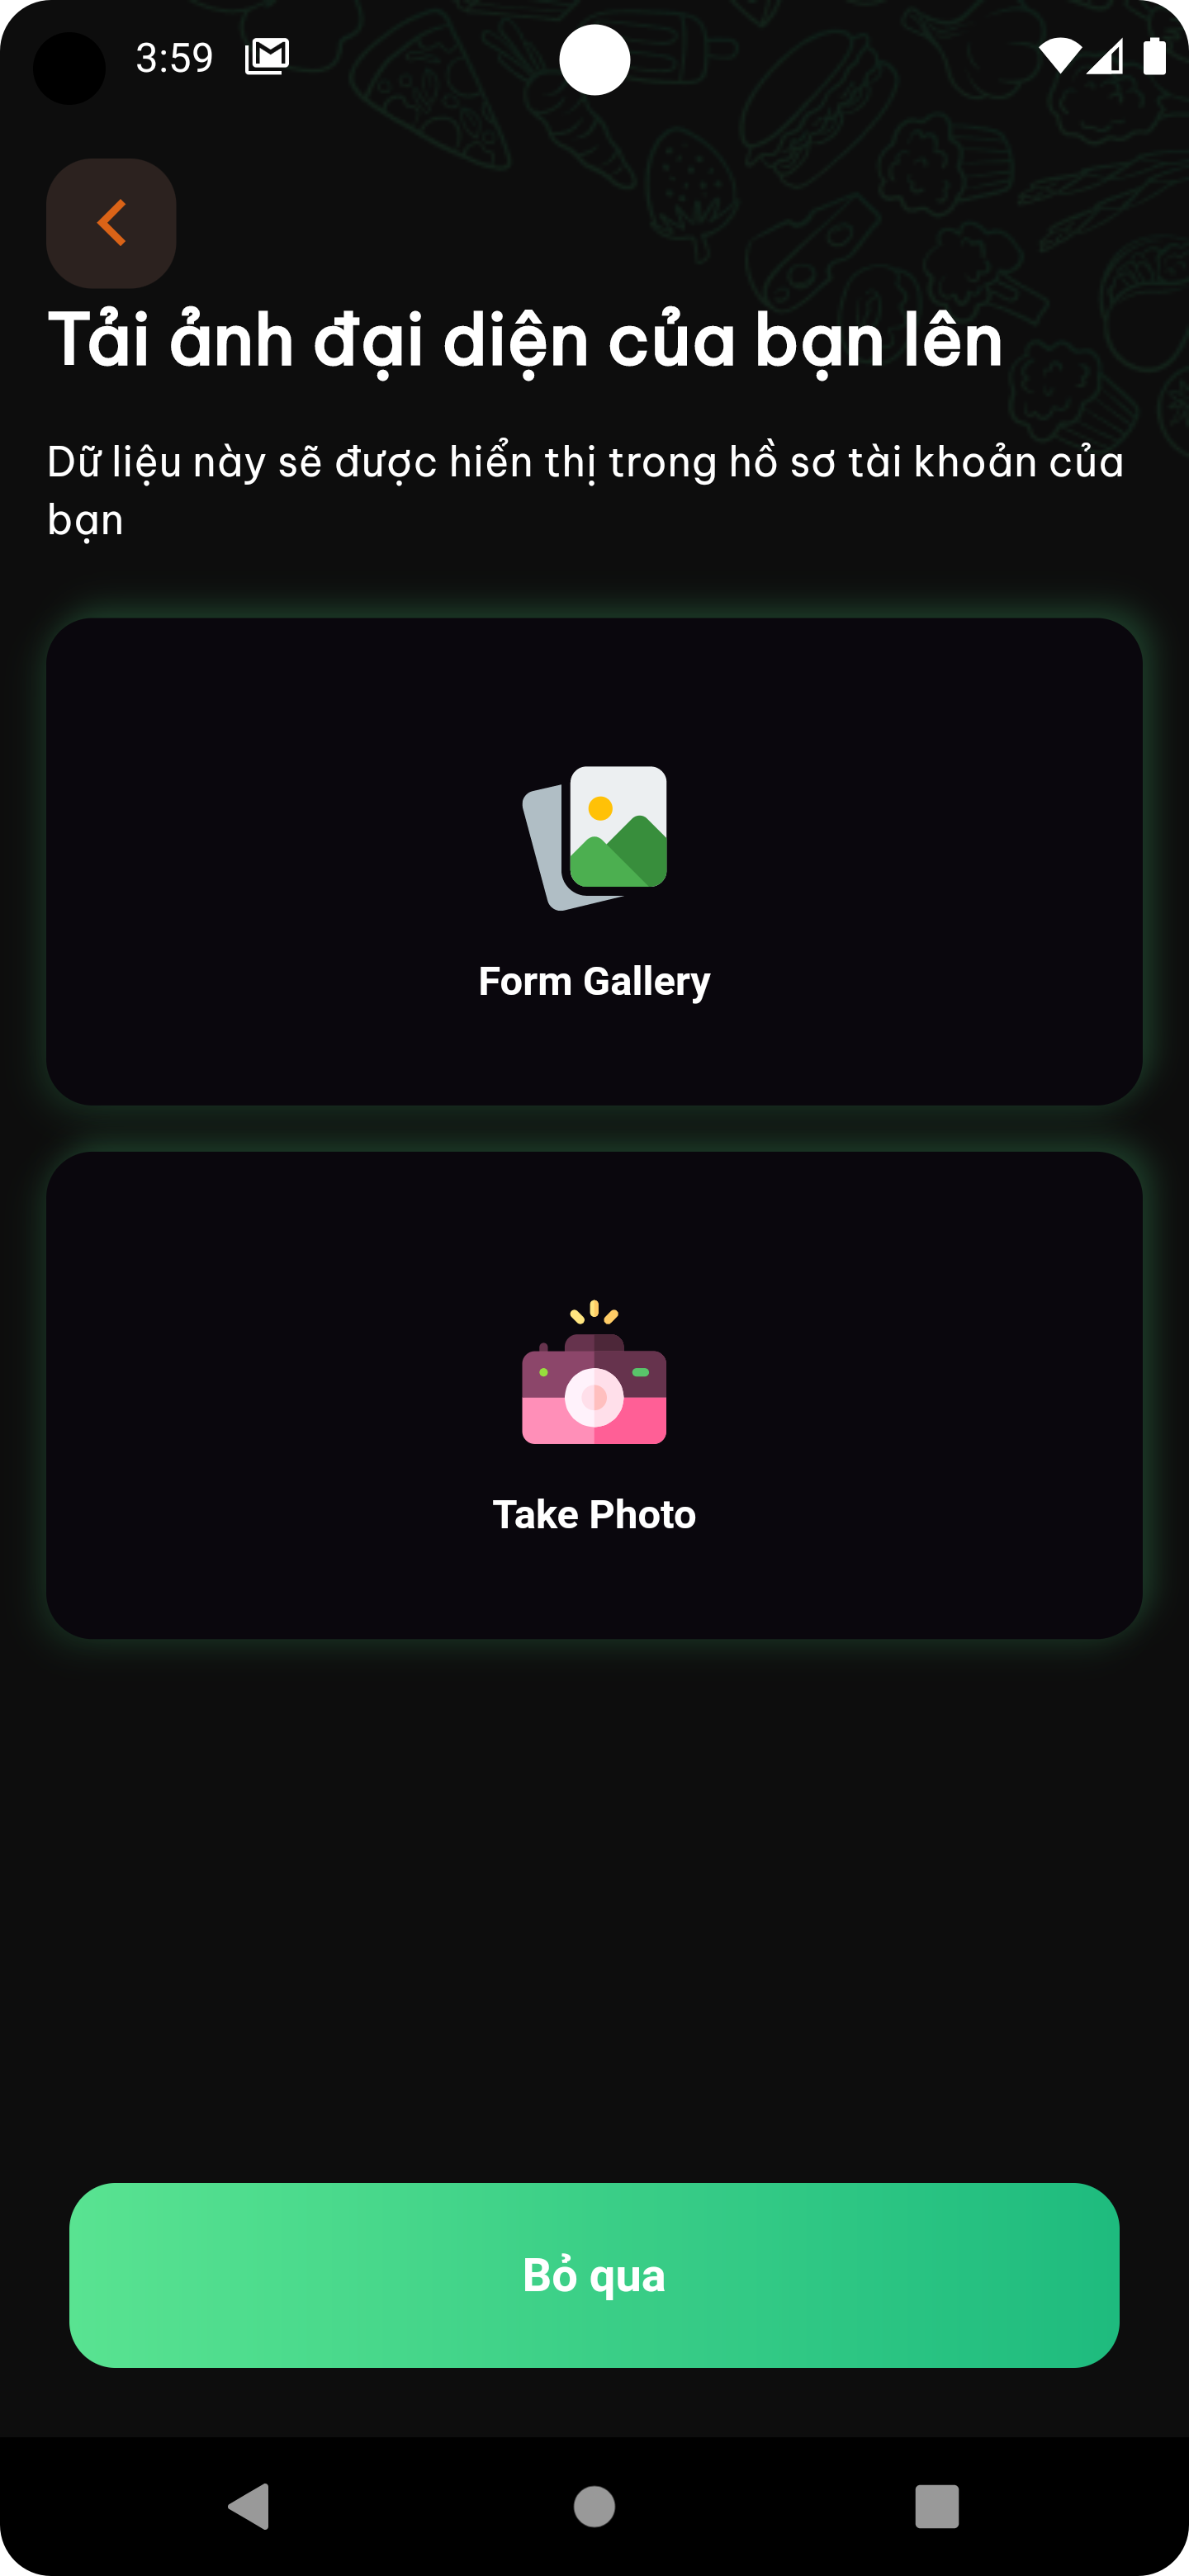 3:59
Tải ảnh đại diện của bạn lên
Dữ liệu này sẽ được hiển thị trong hồ sơ tài khoản của
bạn
Form Gallery
Take Photo
Bỏ qua